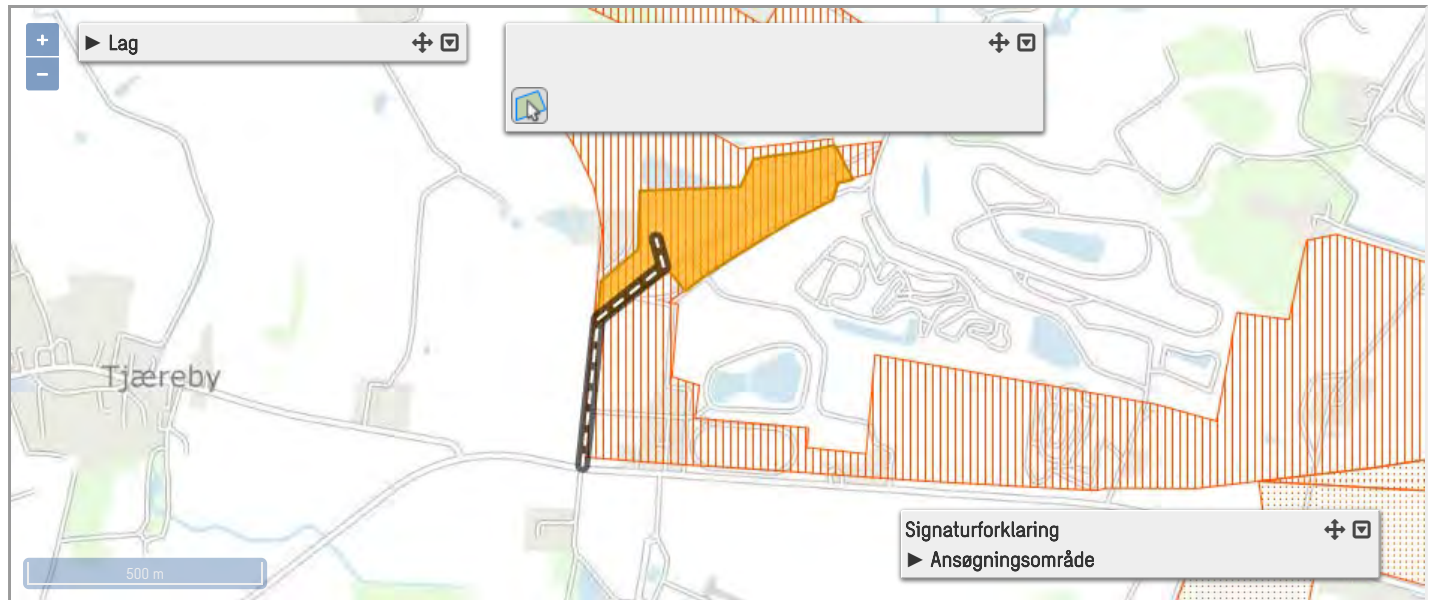 +
−
▶ Lag
Tjæreby
500 m
Signaturforklaring
▶ Ansøgningsområde